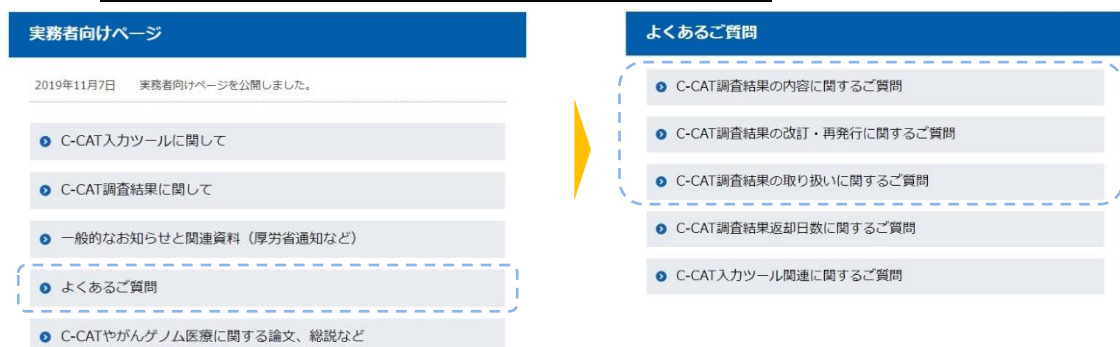 実務者向けページ
2019年11月7日 実務者向けページを公開しました。
C-CAT入力ツールに関して
C-CAT調査結果に関して
一般的なお知らせと関連資料（厚労省通知など）
よくあるご質問
C-CATやがんゲノム医療に関する論文、総説など
よくあるご質問
C-CAT調査結果の内容に関するご質問
C-CAT調査結果の改訂・再発行に関するご質問
C-CAT調査結果の取り扱いに関するご質問
C-CAT調査結果返却日数に関するご質問
C-CAT入力ツール関連に関するご質問